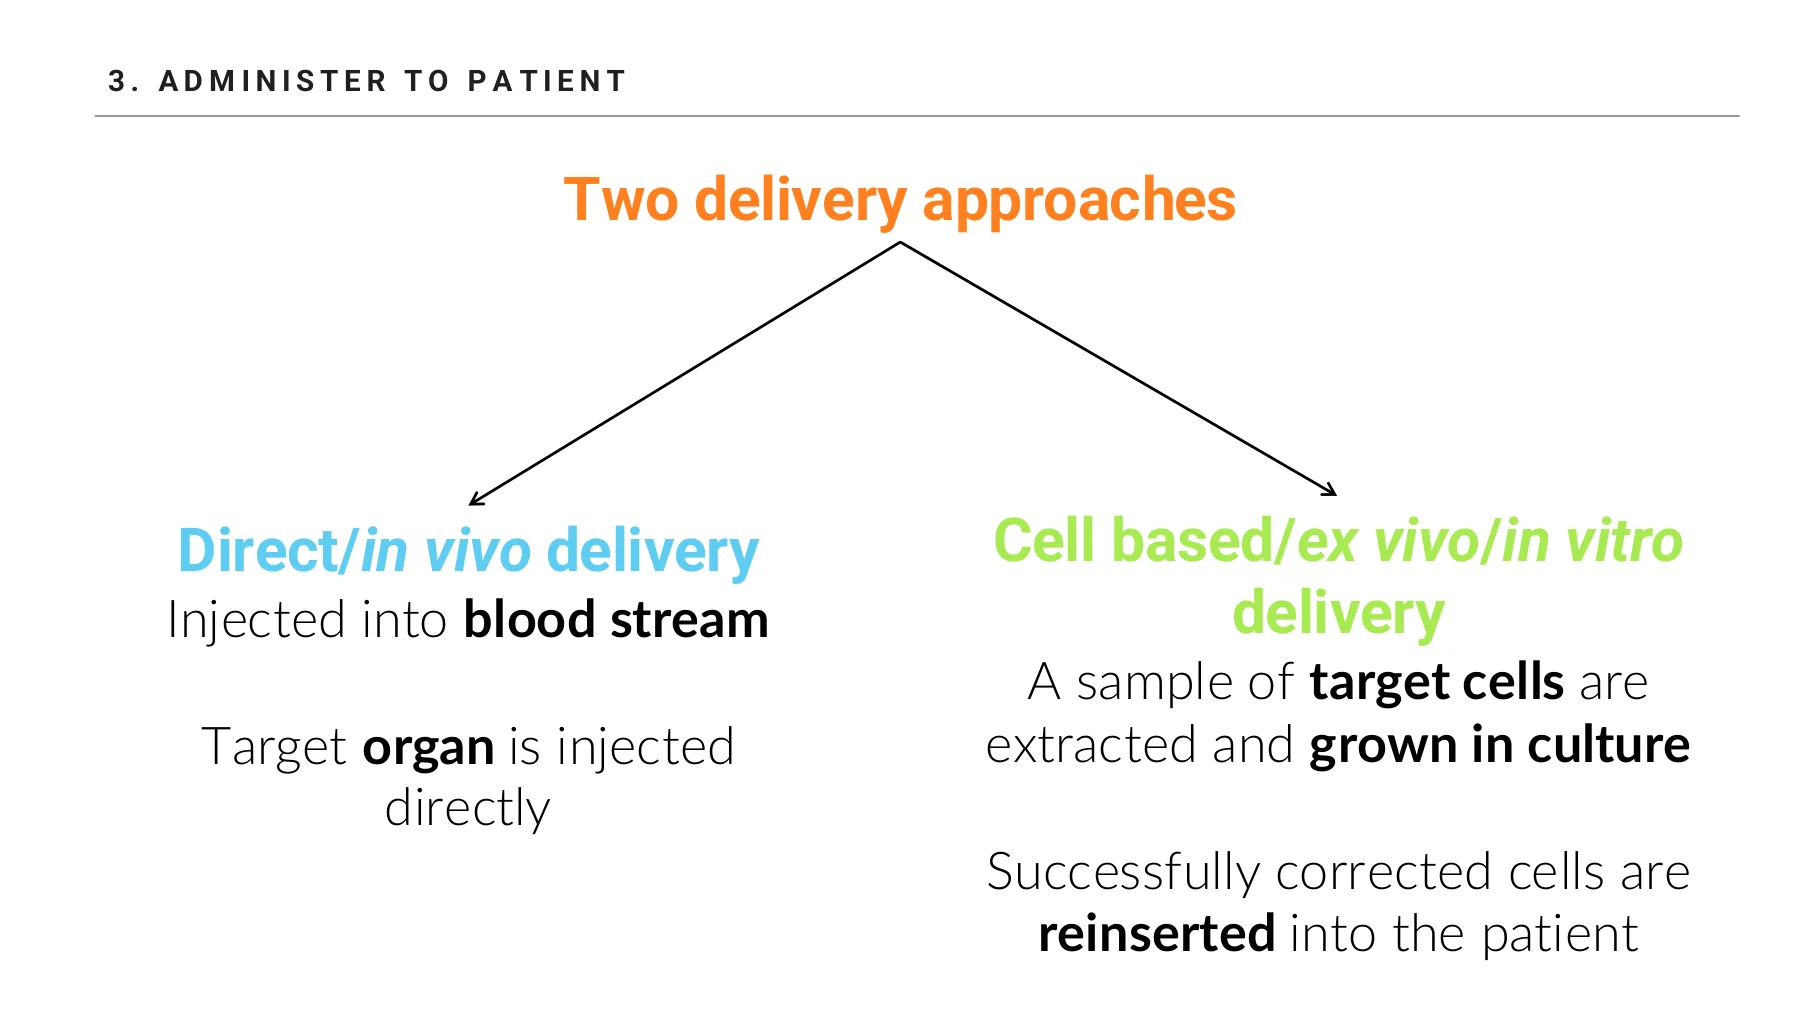 3. ADMINISTER TO PATIENT
Two delivery approaches
Direct/in vivo delivery
Injected into blood stream
Target organ is injected
directly
Cell based/ex vivo/in vitro
delivery
A sample of target cells are
extracted and grown in culture
Successfully corrected cells are
reinserted into the patient